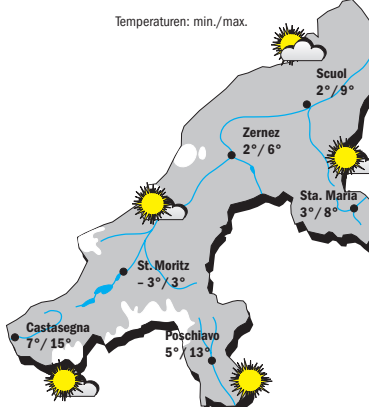 Temperaturen: min./max.
Scuol
2°/9°
Zernez
2°/6°
Sta. Maria
3°/8°
St. Moritz
– 3°/3°
Castasegna
7°/15°
Poschiavo
5°/13°